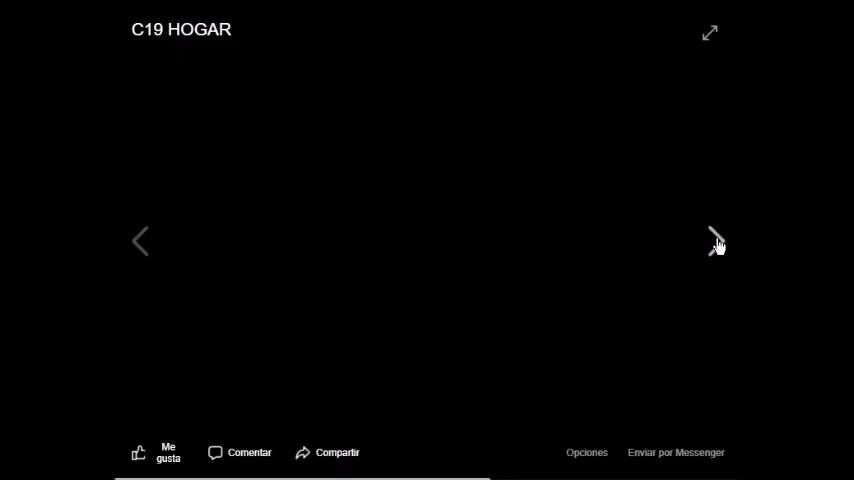 C19 HOGAR
Me
gusta
Comentar
Compartir
Opciones
Enviar por Messenger